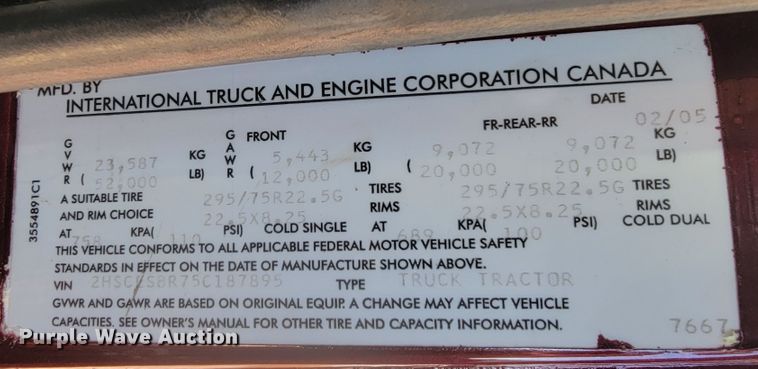 MFD. BY
INTERNATIONAL TRUCK AND ENGINE CORPORATION CANADA
DATE 02/05
GVWR 23,587 KG GAWR FRONT 5,443 KG FR-REAR-RR 9,072 9,072 KG
( 52,000 LB) ( 12,000 LB) ( 20,000 20,000 LB)
A SUITABLE TIRE 295/75R22.5G TIRES 295/75R22.5G TIRES
AND RIM CHOICE 22.5X8.25 RIMS 22.5X8.25 RIMS
AT 758 KPA( 110 PSI) COLD SINGLE AT 689 KPA( 100 PSI) COLD DUAL
THIS VEHICLE CONFORMS TO ALL APPLICABLE FEDERAL MOTOR VEHICLE SAFETY
STANDARDS IN EFFECT ON THE DATE OF MANUFACTURE SHOWN ABOVE.
VIN TYPE TRUCK TRACTOR
GVWR AND GAWR ARE BASED ON ORIGINAL EQUIP. A CHANGE MAY AFFECT VEHICLE
CAPACITIES. SEE OWNER'S MANUAL FOR OTHER TIRE AND CAPACITY INFORMATION.
7667
3554891C1
Purple Wave Auction